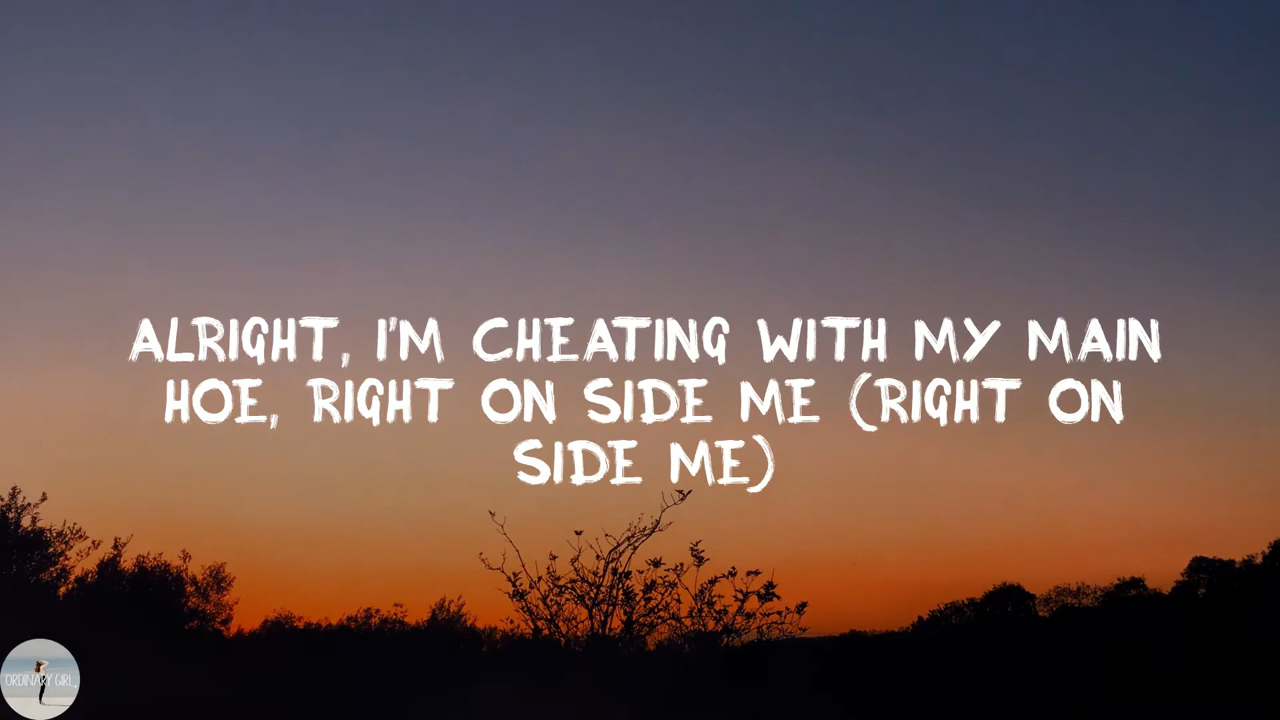 ALRIGHT, I'M CHEATING WITH MY MAIN
HOE, RIGHT ON SIDE ME (RIGHT ON
SIDE ME)
ORDINARY GIRL